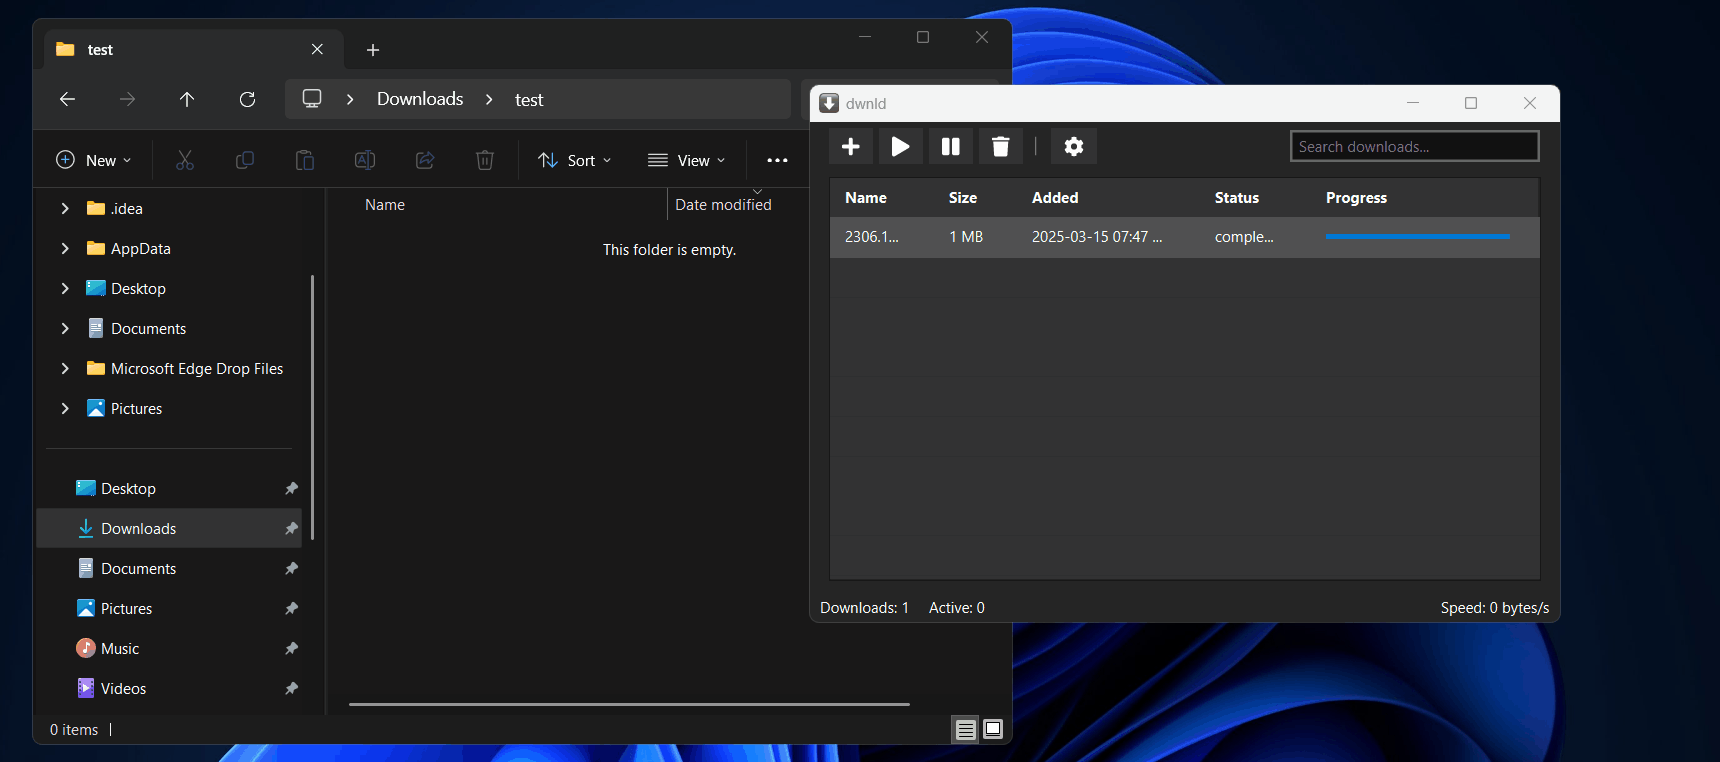 test
Downloads
test
New
Sort
View
.idea
AppData
Desktop
Documents
Microsoft Edge Drop Files
Pictures
Desktop
Downloads
Documents
Pictures
Music
Videos
Name
Date modified
This folder is empty.
0 items
dwnld
Search downloads...
Name Size Added Status Progress
2306.1... 1 MB 2025-03-15 07:47 ... comple...
Downloads: 1 Active: 0 Speed: 0 bytes/s